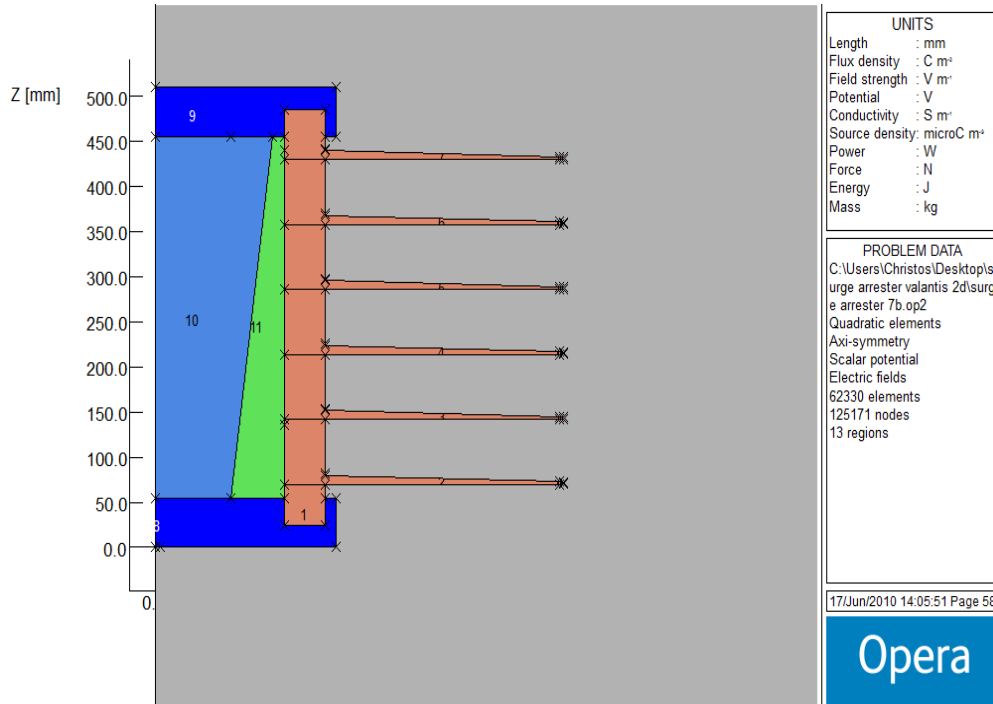 Z [mm]
500.0
450.0
400.0
350.0
300.0
250.0
200.0
150.0
100.0
50.0
0.0
0.
9
10
11
1
8
UNITS
Length : mm
Flux density : C m⁻²
Field strength : V m⁻¹
Potential : V
Conductivity : S m⁻¹
Source density: microC m⁻³
Power : W
Force : N
Energy : J
Mass : kg
PROBLEM DATA
C:\Users\Christos\Desktop\s
urge arrester valantis 2d\surg
e arrester 7b.op2
Quadratic elements
Axi-symmetry
Scalar potential
Electric fields
62330 elements
125171 nodes
13 regions
17/Jun/2010 14:05:51 Page 58
Opera